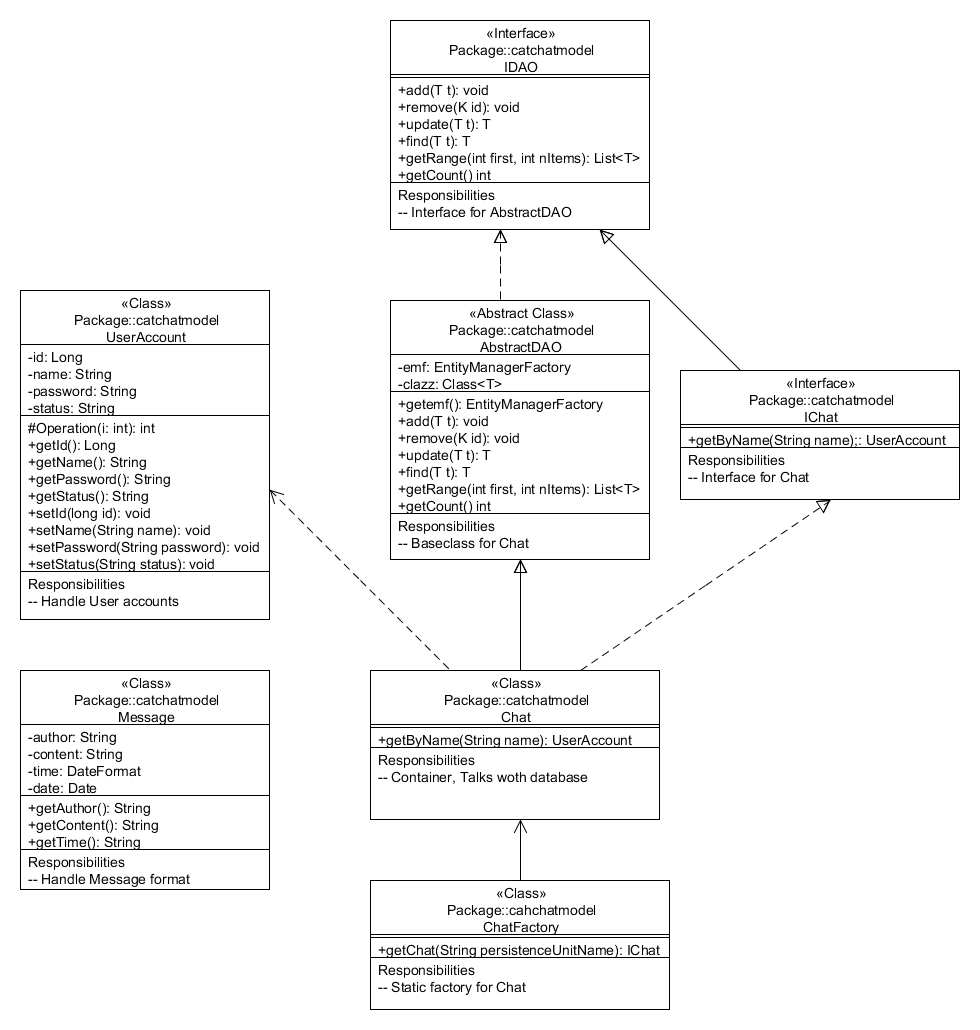 «Interface»
Package::catchatmodel
IDAO
+add(T t): void
+remove(K id): void
+update(T t): T
+find(T t): T
+getRange(int first, int nItems): List<T>
+getCount() int
Responsibilities
-- Interface for AbstractDAO
«Class»
Package::catchatmodel
UserAccount
-id: Long
-name: String
-password: String
-status: String
#Operation(i: int): int
+getId(): Long
+getName(): String
+getPassword(): String
+getStatus(): String
+setId(long id): void
+setName(String name): void
+setPassword(String password): void
+setStatus(String status): void
Responsibilities
-- Handle User accounts
«Abstract Class»
Package::catchatmodel
AbstractDAO
-emf: EntityManagerFactory
-clazz: Class<T>
+getemf(): EntityManagerFactory
+add(T t): void
+remove(K id): void
+update(T t): T
+find(T t): T
+getRange(int first, int nItems): List<T>
+getCount() int
Responsibilities
-- Baseclass for Chat
«Interface»
Package::catchatmodel
IChat
+getByName(String name);: UserAccount
Responsibilities
-- Interface for Chat
«Class»
Package::catchatmodel
Message
-author: String
-content: String
-time: DateFormat
-date: Date
+getAuthor(): String
+getContent(): String
+getTime(): String
Responsibilities
-- Handle Message format
«Class»
Package::catchatmodel
Chat
+getByName(String name): UserAccount
Responsibilities
-- Container, Talks woth database
«Class»
Package::cahchatmodel
ChatFactory
+getChat(String persistenceUnitName): IChat
Responsibilities
-- Static factory for Chat